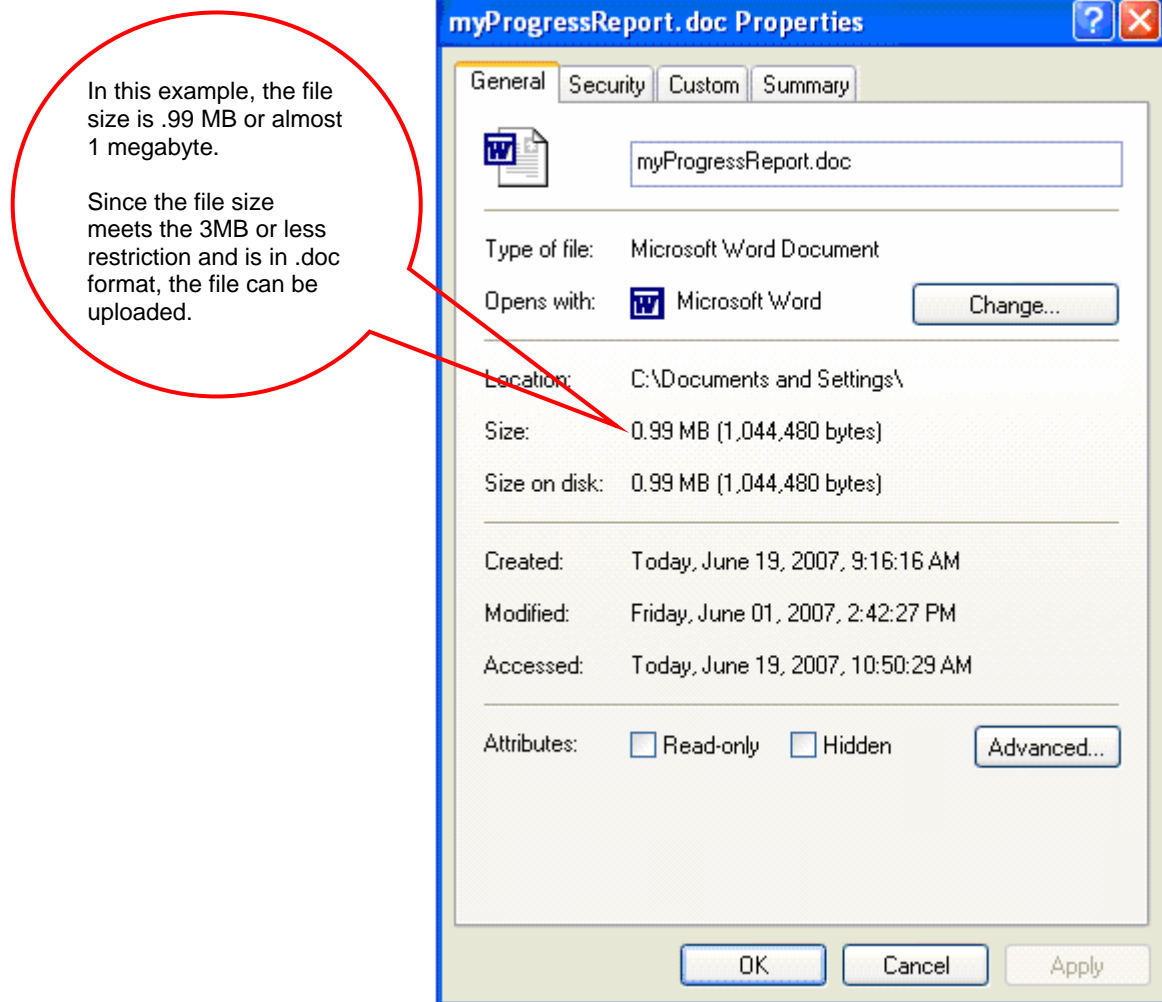 In this example, the file
size is .99 MB or almost
1 megabyte.
Since the file size
meets the 3MB or less
restriction and is in .doc
format, the file can be
uploaded.
myProgressReport.doc Properties
General Security Custom Summary
myProgressReport.doc
Type of file: Microsoft Word Document
Opens with: Microsoft Word Change...
Location: C:\Documents and Settings\
Size: 0.99 MB (1,044,480 bytes)
Size on disk: 0.99 MB (1,044,480 bytes)
Created: Today, June 19, 2007, 9:16:16 AM
Modified: Friday, June 01, 2007, 2:42:27 PM
Accessed: Today, June 19, 2007, 10:50:29 AM
Attributes: Read-only Hidden Advanced...
OK Cancel Apply